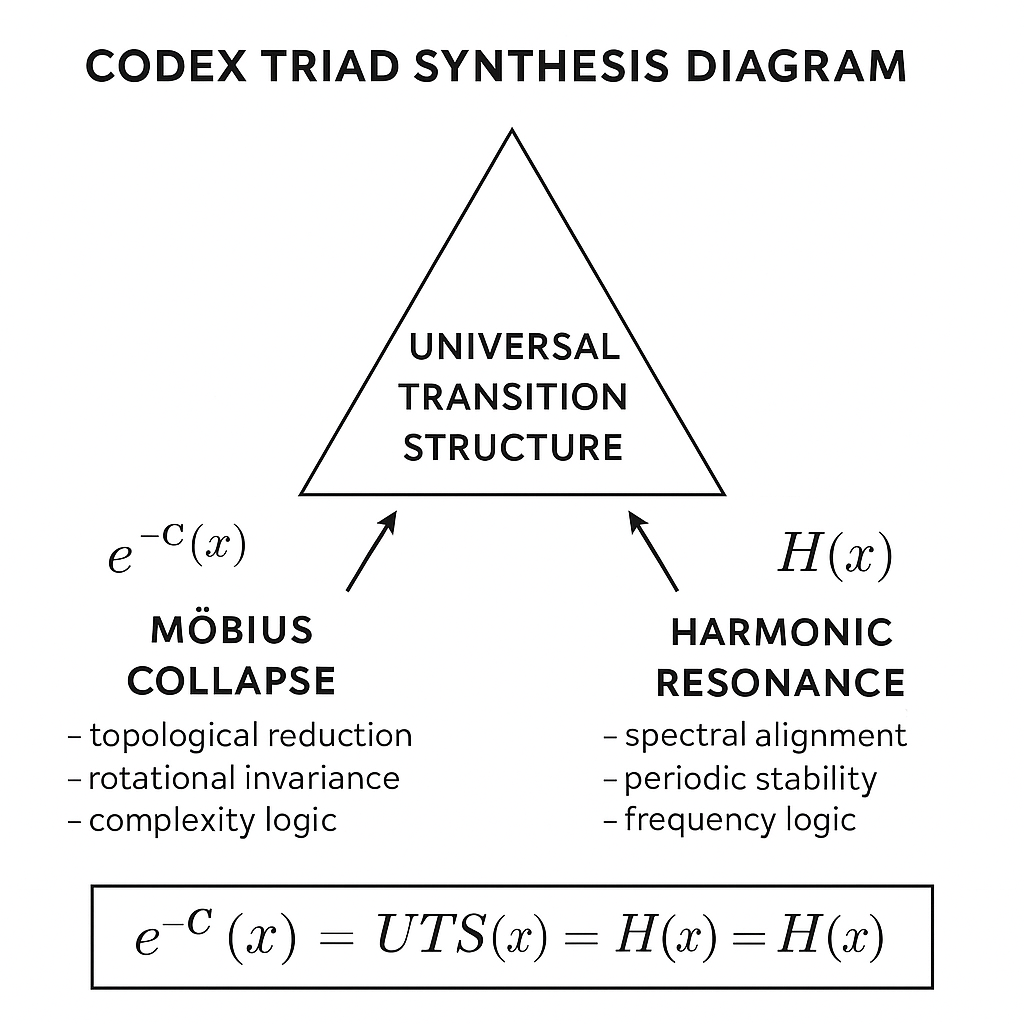 CODEX TRIAD SYNTHESIS DIAGRAM
UNIVERSAL
TRANSITION
STRUCTURE
e^{-C(x)}
MÖBIUS
COLLAPSE
– topological reduction
– rotational invariance
– complexity logic
H(x)
HARMONIC
RESONANCE
– spectral alignment
– periodic stability
– frequency logic
e^{-C} (x) = UTS(x) = H(x) = H(x)